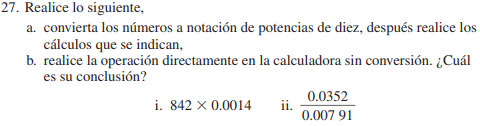 27. Realice lo siguiente,
a. convierta los números a notación de potencias de diez, después realice los
cálculos que se indican,
b. realice la operación directamente en la calculadora sin conversión. ¿Cuál
es su conclusión?
i. 842 × 0.0014 ii. 0.0352
0.007 91